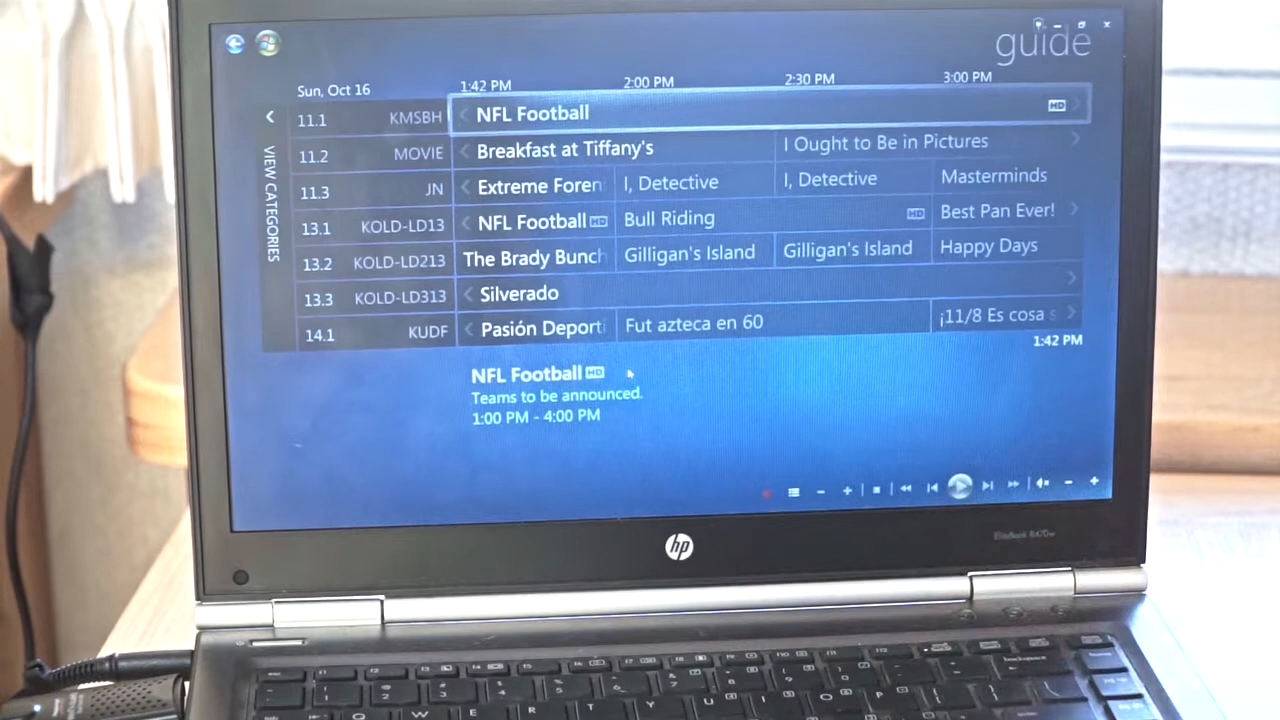 guide
Sun, Oct 16 1:42 PM 2:00 PM 2:30 PM 3:00 PM
VIEW CATEGORIES
11.1 KMSBH NFL Football HD
11.2 MOVIE Breakfast at Tiffany's I Ought to Be in Pictures
11.3 JN Extreme Foren I, Detective I, Detective Masterminds
13.1 KOLD-LD13 NFL Football HD Bull Riding HD Best Pan Ever!
13.2 KOLD-LD213 The Brady Bunch Gilligan's Island Gilligan's Island Happy Days
13.3 KOLD-LD313 Silverado
14.1 KUDF Pasión Deporti Fut azteca en 60 ¡11/8 Es cosa s
1:42 PM
NFL Football HD
Teams to be announced.
1:00 PM - 4:00 PM
hp
EliteBook 8470w